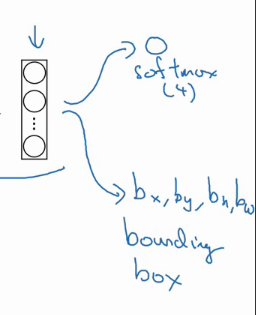 softmax
(4)
bx, by, bh, bw
bounding
box